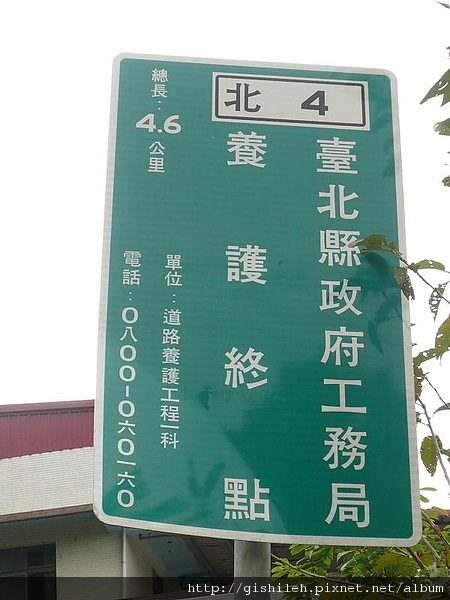 北 4
臺北縣政府工務局
養護終點
單位：道路養護工程一科
電話：０八００-０六０一六０
總長：4.6公里
http://gishileh.pixnet.net/album